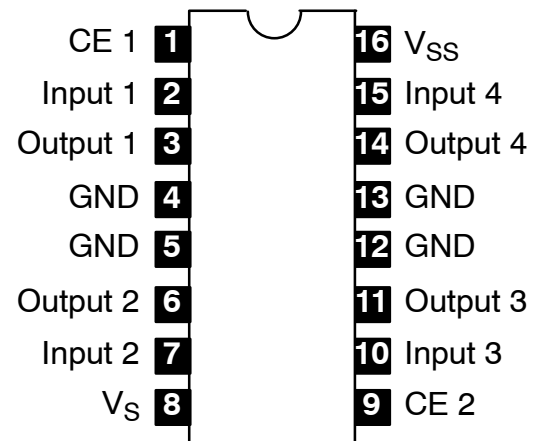 CE 1 1 16 VSS
Input 1 2 15 Input 4
Output 1 3 14 Output 4
GND 4 13 GND
GND 5 12 GND
Output 2 6 11 Output 3
Input 2 7 10 Input 3
VS 8 9 CE 2